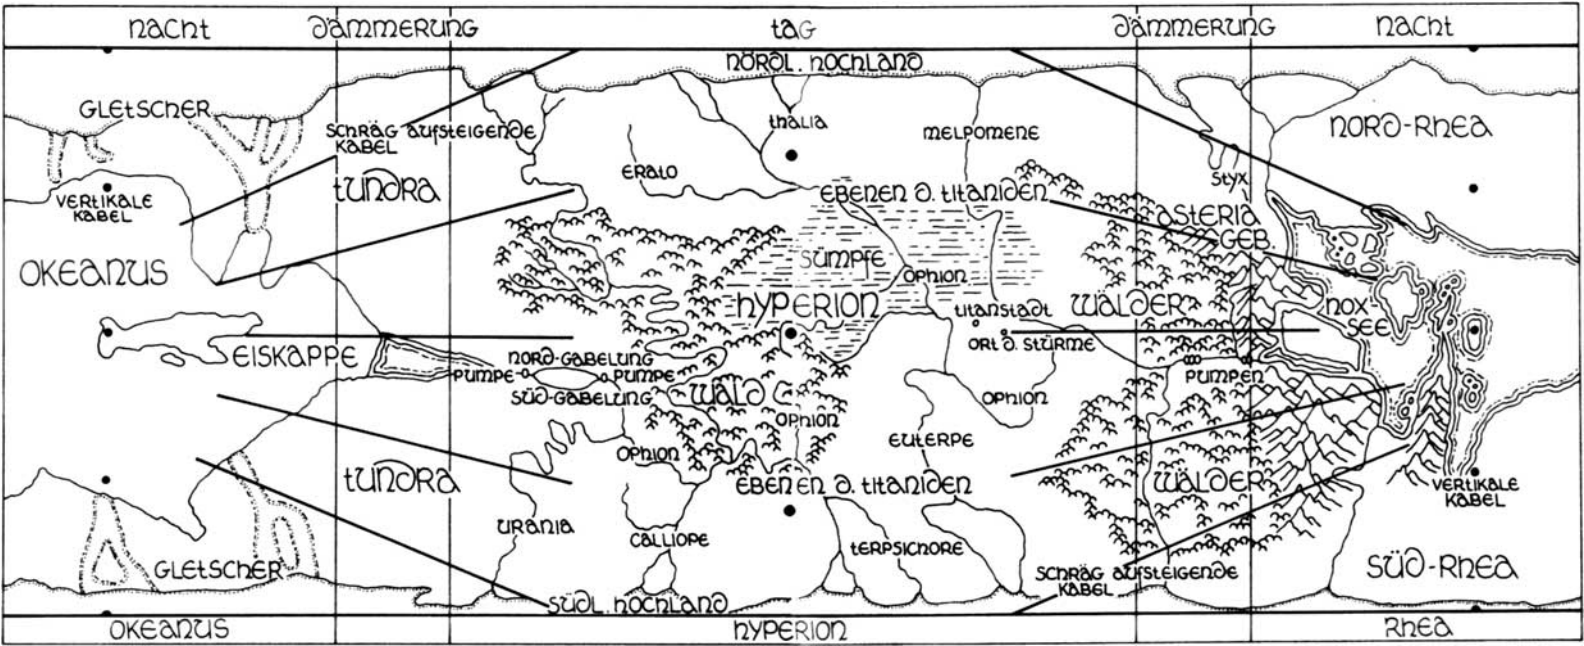 NACHT
DÄMMERUNG
TAG
DÄMMERUNG
NACHT
NÖRDL. HOCHLAND
GLETSCHER
SCHRÄG AUFSTEIGENDE
KABEL
THALIA
MELPOMENE
NORD-RHEA
ERATO
TUNDRA
VERTIKALE
KABEL
STYX
EBENEN D. TITANIDEN
ASTERIA
GEB.
OKEANUS
SÜMPFE
OPHION
HYPERION
TITANSTADT
WÄLDER
NOX
SEE
ORT D. STÜRME
EISKAPPE
NORD-GABELUNG
PUMPE
PUMPE
SÜD-GABELUNG
PUMPEN
WALD
OPHION
OPHION
EUTERPE
OPHION
TUNDRA
EBENEN D. TITANIDEN
WÄLDER
VERTIKALE
KABEL
URANIA
CALLIOPE
TERPSICHORE
GLETSCHER
SCHRÄG AUFSTEIGENDE
KABEL
SÜD-RHEA
SÜDL. HOCHLAND
OKEANUS
HYPERION
RHEA